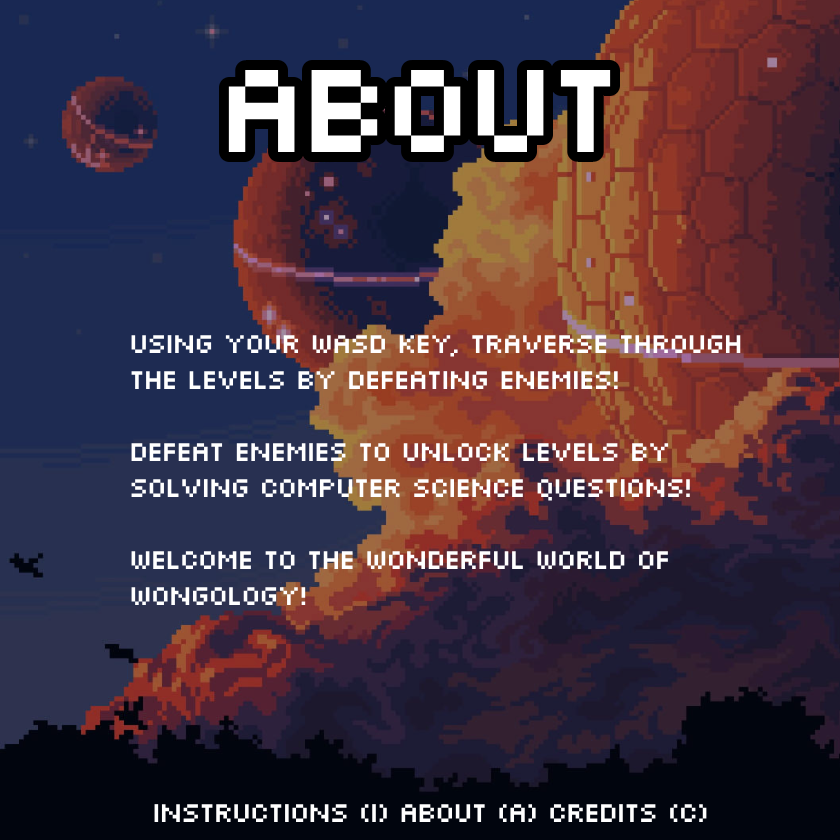 ABOUT
USING YOUR WASD KEY, TRAVERSE THROUGH
THE LEVELS BY DEFEATING ENEMIES!
DEFEAT ENEMIES TO UNLOCK LEVELS BY
SOLVING COMPUTER SCIENCE QUESTIONS!
WELCOME TO THE WONDERFUL WORLD OF
WONGOLOGY!
INSTRUCTIONS (I) ABOUT (A) CREDITS (C)